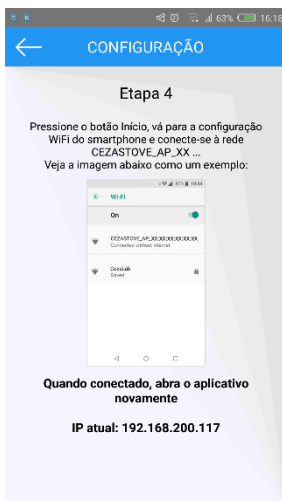 63% 16:18
CONFIGURAÇÃO
Etapa 4
Pressione o botão Início, vá para a configuração
WiFi do smartphone e conecte-se à rede
CEZASTOVE_AP_XX ...
Veja a imagem abaixo como um exemplo:
Wi-Fi
On
CEZASTOVE_AP_XX:XX:XX:XX:XX:XX
Connected without internet
CezaLab
Saved
Quando conectado, abra o aplicativo
novamente
IP atual: 192.168.200.117